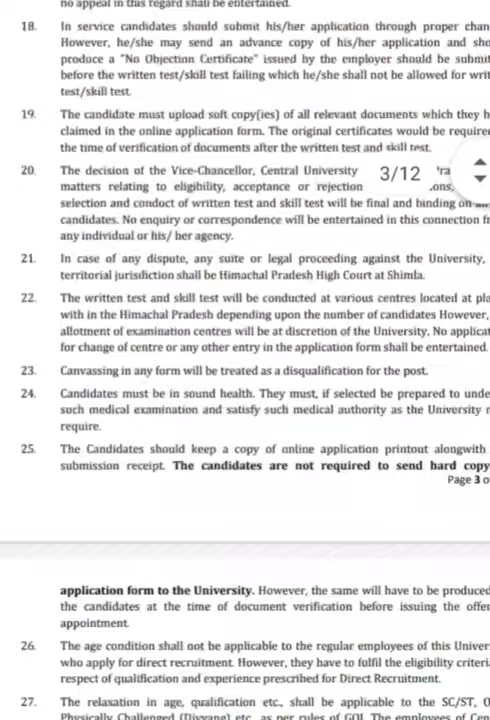 no appeal in this regard shall be entertained.
18. In service candidates should submit his/her application through proper chan
However, he/she may send an advance copy of his/her application and sho
produce a "No Objection Certificate" issued by the employer should be submit
before the written test/skill test failing which he/she shall not be allowed for writ
test/skill test.
19. The candidate must upload soft copy(ies) of all relevant documents which they h
claimed in the online application form. The original certificates would be require
the time of verification of documents after the written test and skill test.
20. The decision of the Vice-Chancellor, Central University 3/12 'ra
matters relating to eligibility, acceptance or rejection .ons,
selection and conduct of written test and skill test will be final and binding on
candidates. No enquiry or correspondence will be entertained in this connection fr
any individual or his/ her agency.
21. In case of any dispute, any suite or legal proceeding against the University,
territorial jurisdiction shall be Himachal Pradesh High Court at Shimla.
22. The written test and skill test will be conducted at various centres located at pla
with in the Himachal Pradesh depending upon the number of candidates However,
allotment of examination centres will be at discretion of the University. No applicat
for change of centre or any other entry in the application form shall be entertained.
23. Canvassing in any form will be treated as a disqualification for the post.
24. Candidates must be in sound health. They must, if selected be prepared to unde
such medical examination and satisfy such medical authority as the University r
require.
25. The Candidates should keep a copy of online application printout alongwith
submission receipt. The candidates are not required to send hard copy
Page 3 o
application form to the University. However, the same will have to be produced
the candidates at the time of document verification before issuing the offer
appointment.
26. The age condition shall not be applicable to the regular employees of this Univer
who apply for direct recruitment. However, they have to fulfil the eligibility criteri
respect of qualification and experience prescribed for Direct Recruitment.
27. The relaxation in age, qualification etc., shall be applicable to the SC/ST, O
Physically Challenged (Divyang) etc. as per rules of GOI. The employees of Cen